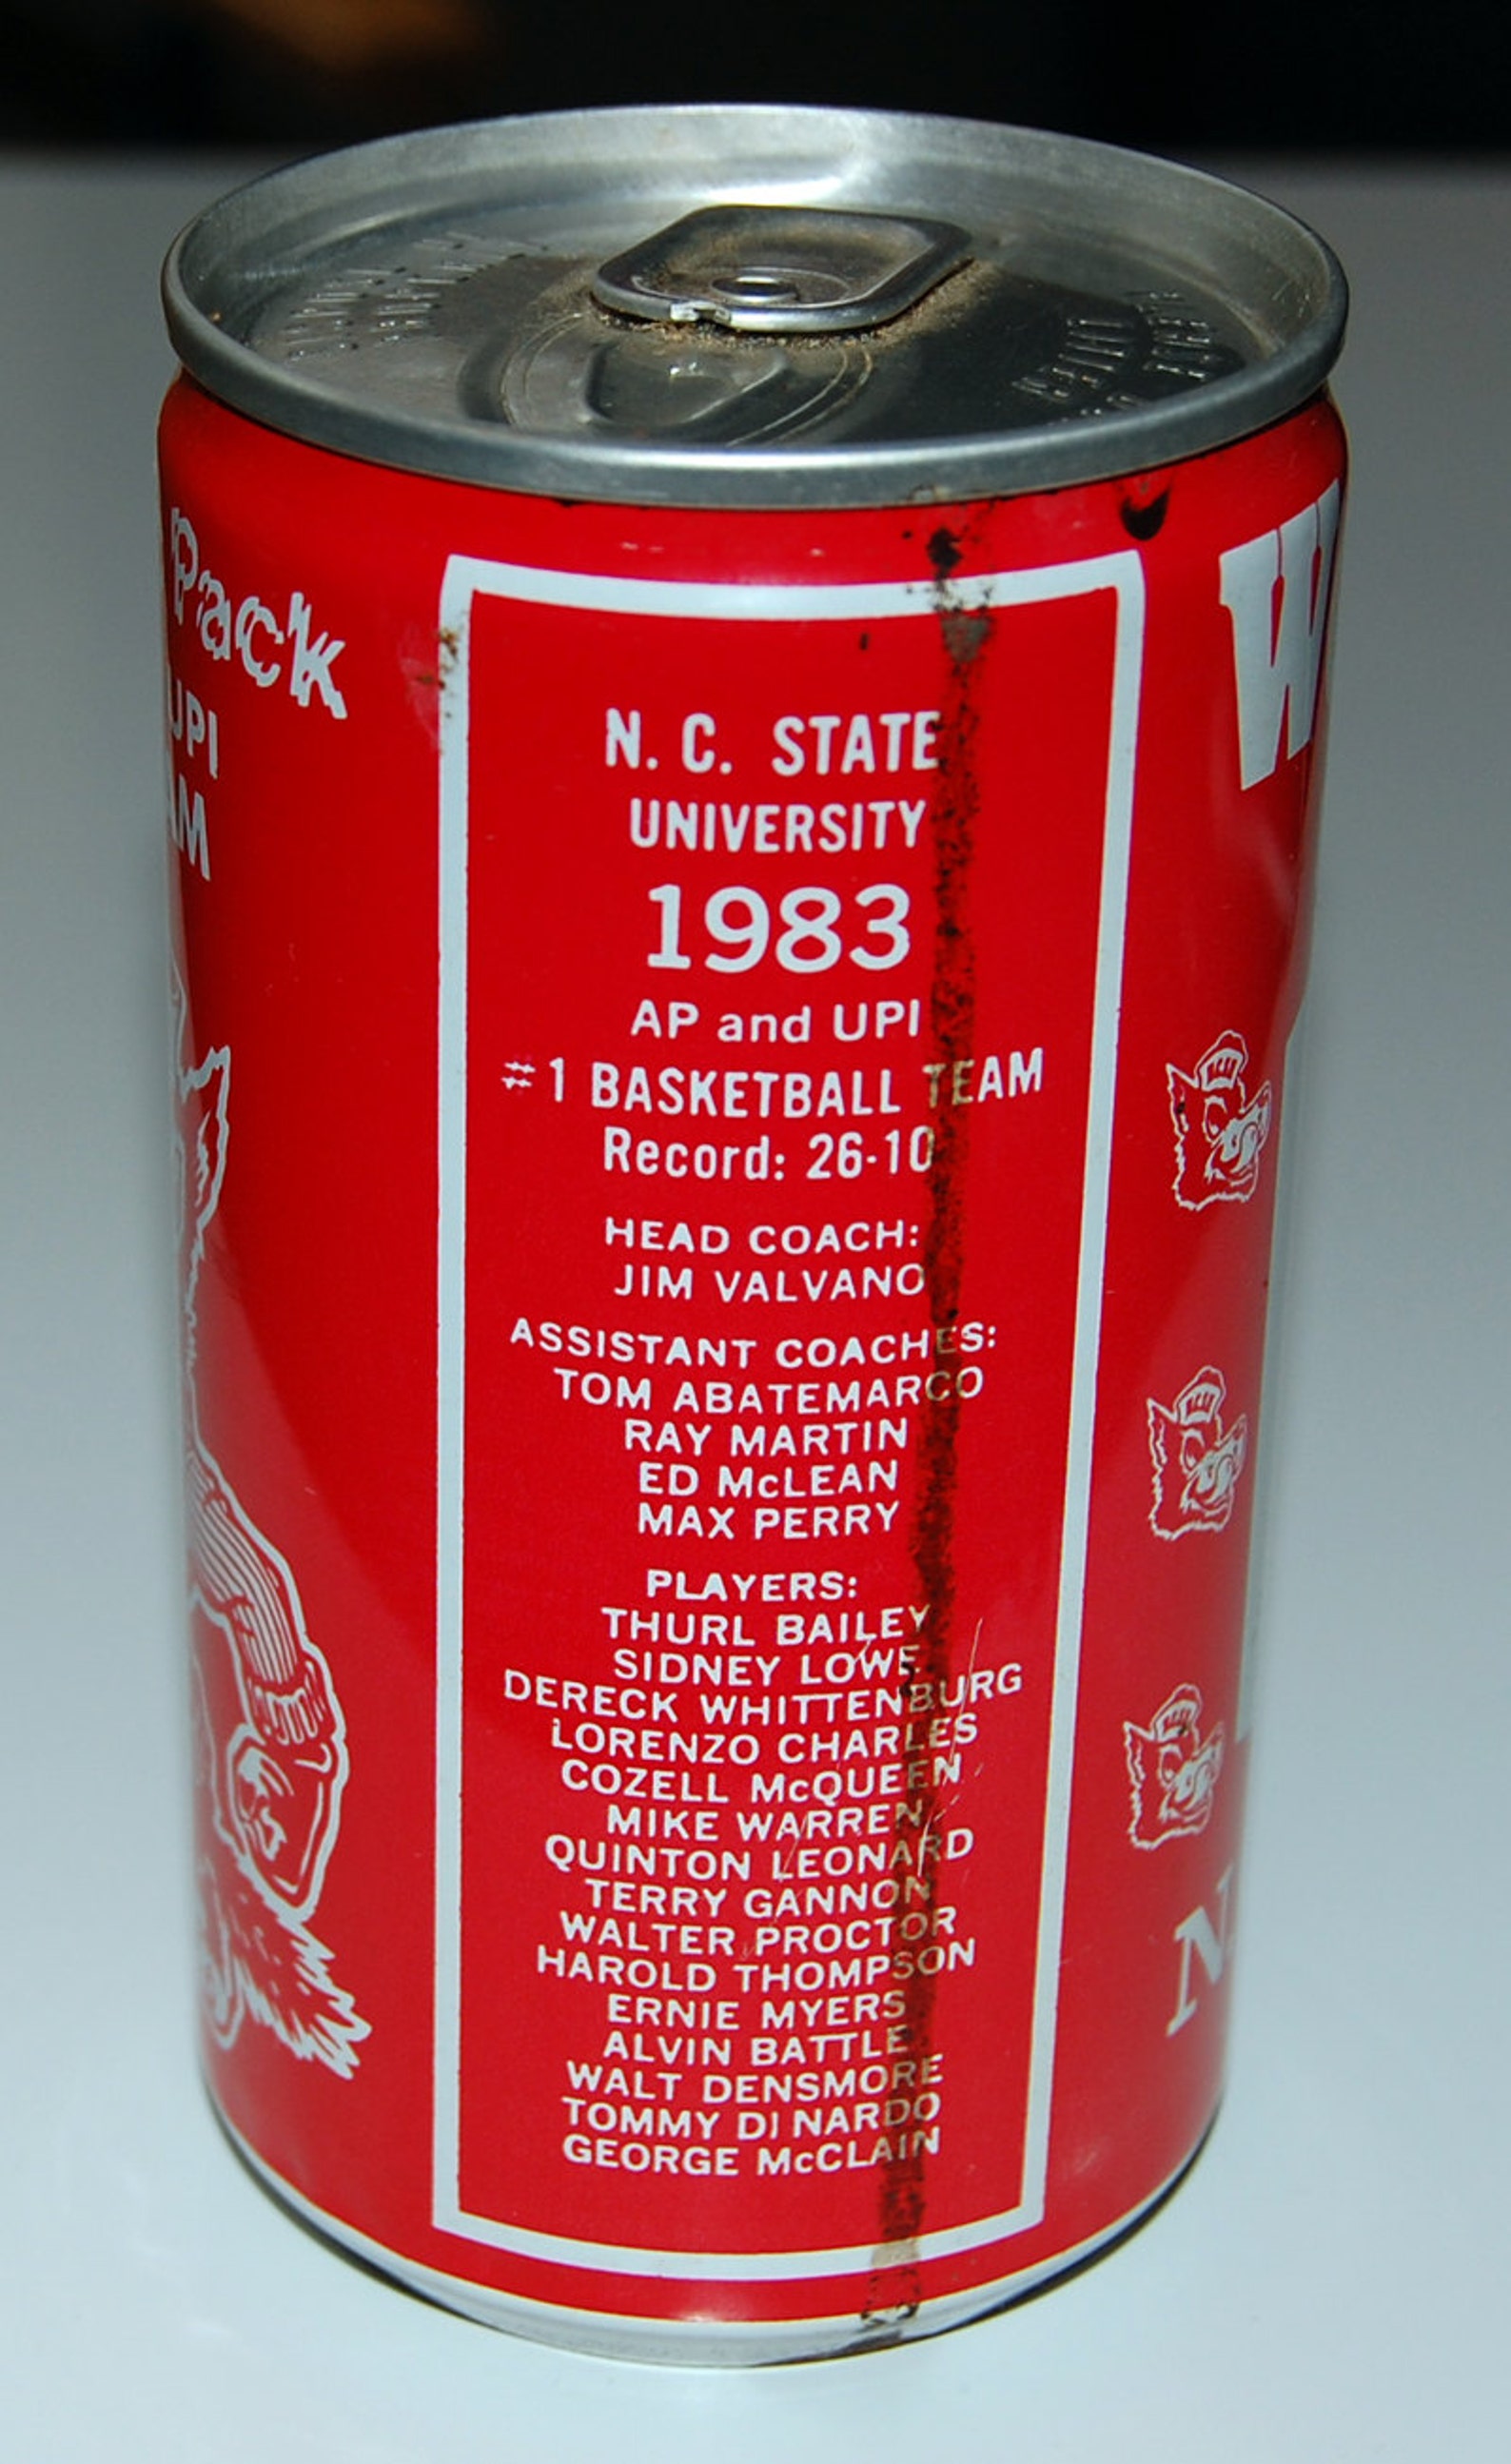 Pack
UPI
N. C. STATE
UNIVERSITY
1983
AP and UPI
#1 BASKETBALL TEAM
Record: 26-10
HEAD COACH:
JIM VALVANO
ASSISTANT COACHES:
TOM ABATEMARCO
RAY MARTIN
ED McLEAN
MAX PERRY
PLAYERS:
THURL BAILEY
SIDNEY LOWE
DERECK WHITTENBURG
LORENZO CHARLES
COZELL McQUEEN
MIKE WARREN
QUINTON LEONARD
TERRY GANNON
WALTER PROCTOR
HAROLD THOMPSON
ERNIE MYERS
ALVIN BATTLE
WALT DENSMORE
TOMMY DI NARDO
GEORGE McCLAIN